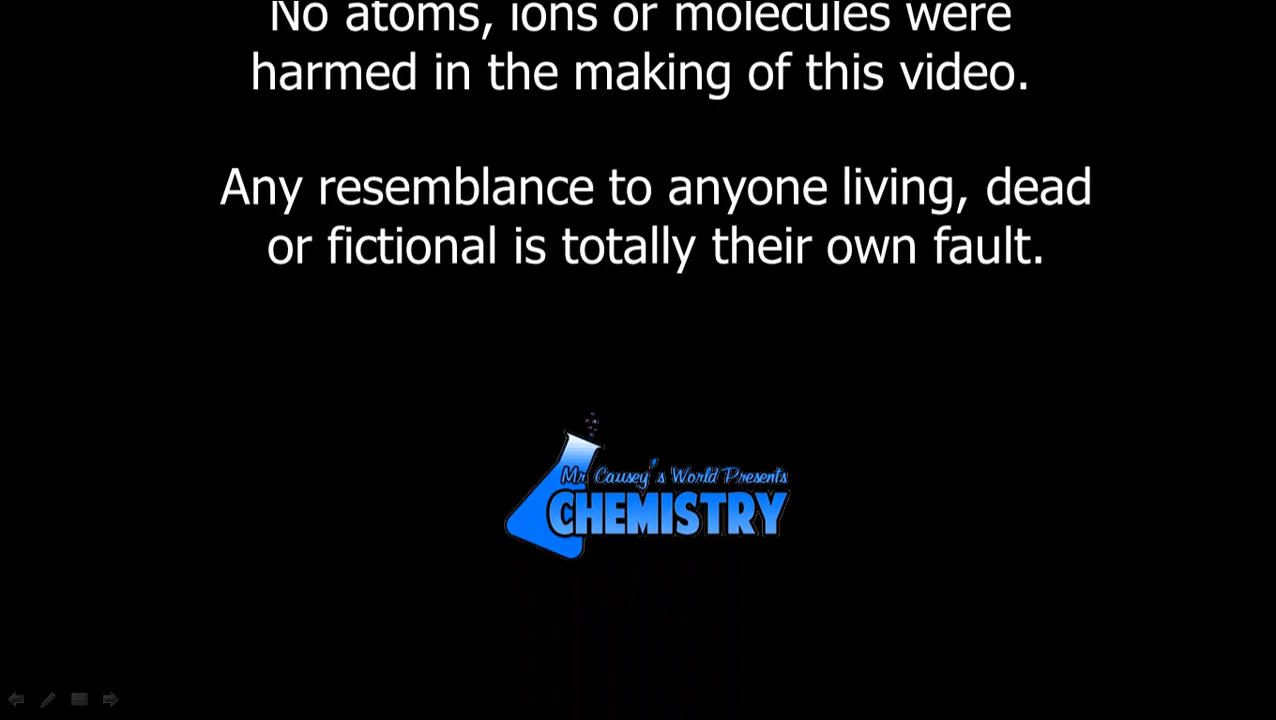 No atoms, ions or molecules were
harmed in the making of this video.
Any resemblance to anyone living, dead
or fictional is totally their own fault.
Mr Causey's World Presents
CHEMISTRY